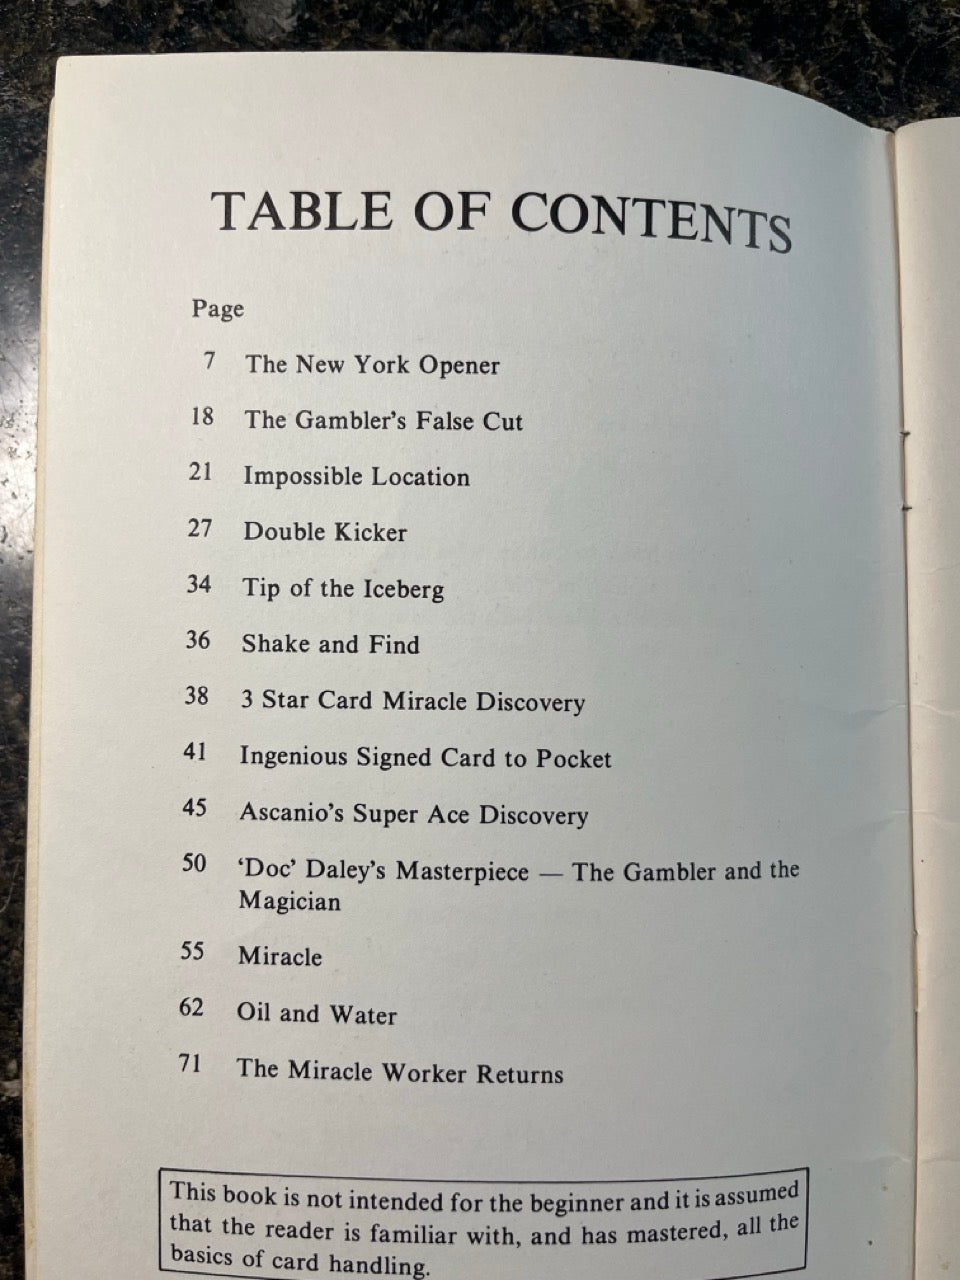 TABLE OF CONTENTS
Page
7 The New York Opener
18 The Gambler's False Cut
21 Impossible Location
27 Double Kicker
34 Tip of the Iceberg
36 Shake and Find
38 3 Star Card Miracle Discovery
41 Ingenious Signed Card to Pocket
45 Ascanio's Super Ace Discovery
50 ‘Doc’ Daley's Masterpiece — The Gambler and the
Magician
55 Miracle
62 Oil and Water
71 The Miracle Worker Returns
This book is not intended for the beginner and it is assumed
that the reader is familiar with, and has mastered, all the
basics of card handling.